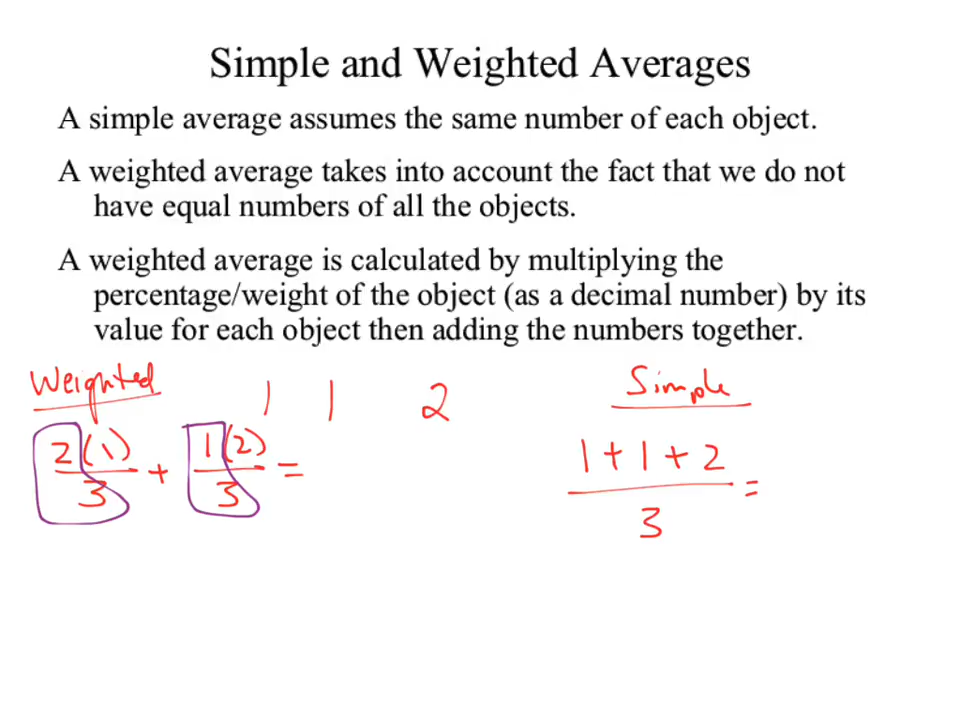 Simple and Weighted Averages
A simple average assumes the same number of each object.
A weighted average takes into account the fact that we do not
have equal numbers of all the objects.
A weighted average is calculated by multiplying the
percentage/weight of the object (as a decimal number) by its
value for each object then adding the numbers together.
Weighted
1 1 2
Simple
2(1)/3 + 1(2)/3 =
1+1+2/3 =